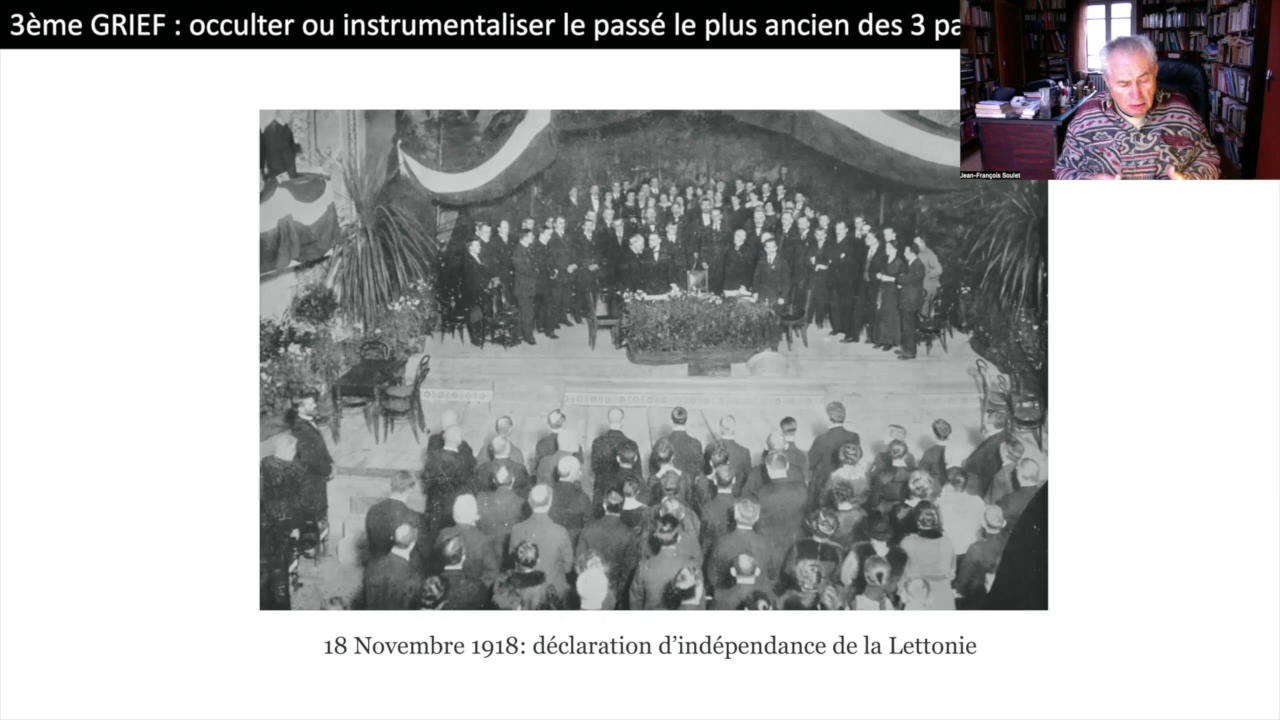 3ème GRIEF : occulter ou instrumentaliser le passé le plus ancien des 3 pa
Jean-François Soulet
18 Novembre 1918: déclaration d'indépendance de la Lettonie